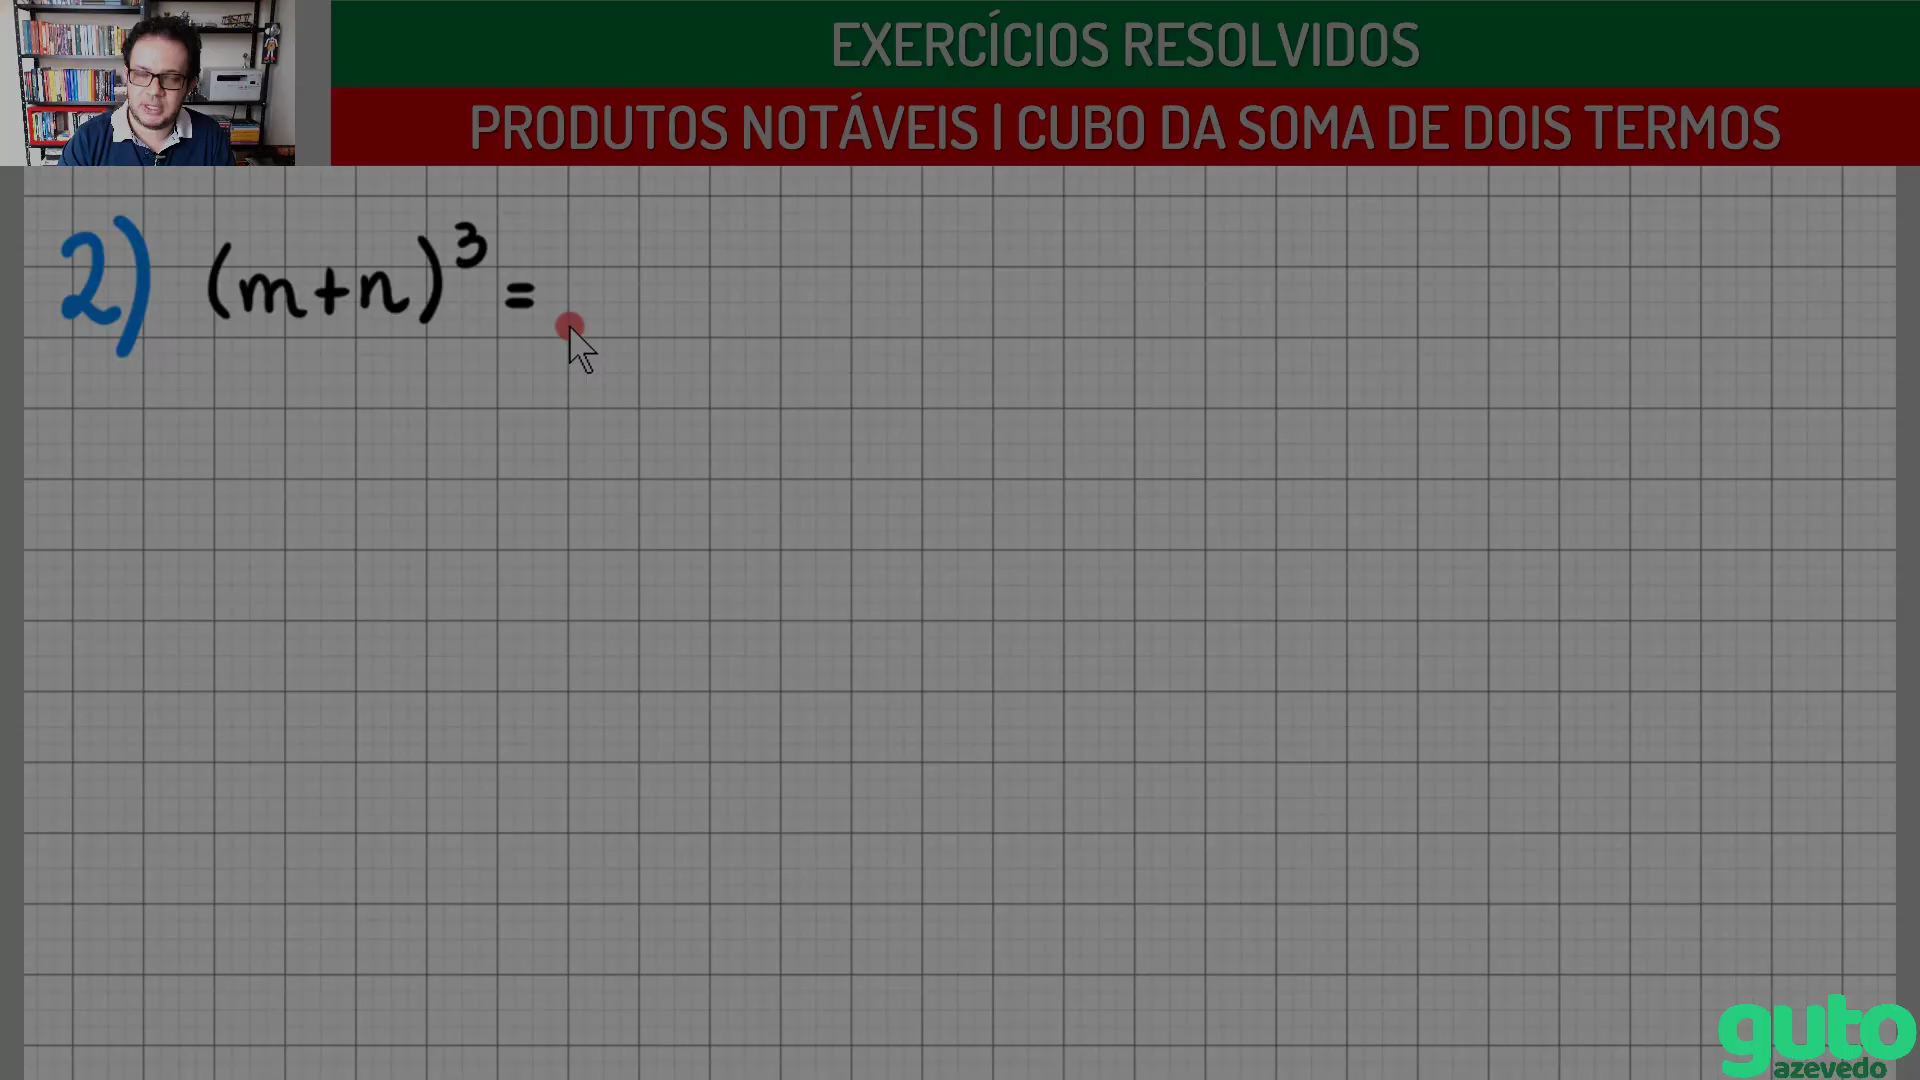 EXERCÍCIOS RESOLVIDOS
PRODUTOS NOTÁVEIS | CUBO DA SOMA DE DOIS TERMOS
2) (m+n)³ =
guto
azevedo